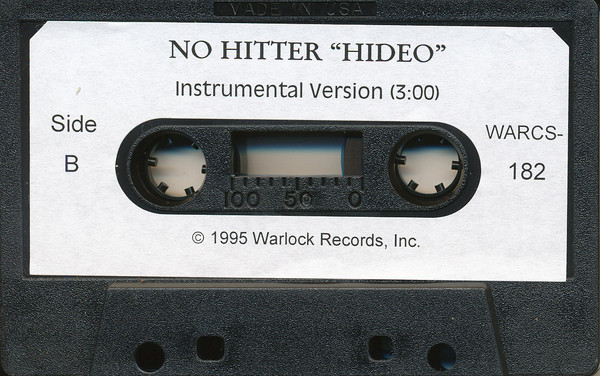 MADE IN USA
NO HITTER “HIDEO”
Instrumental Version (3:00)
Side
B
WARCS-
182
100 50 0
© 1995 Warlock Records, Inc.